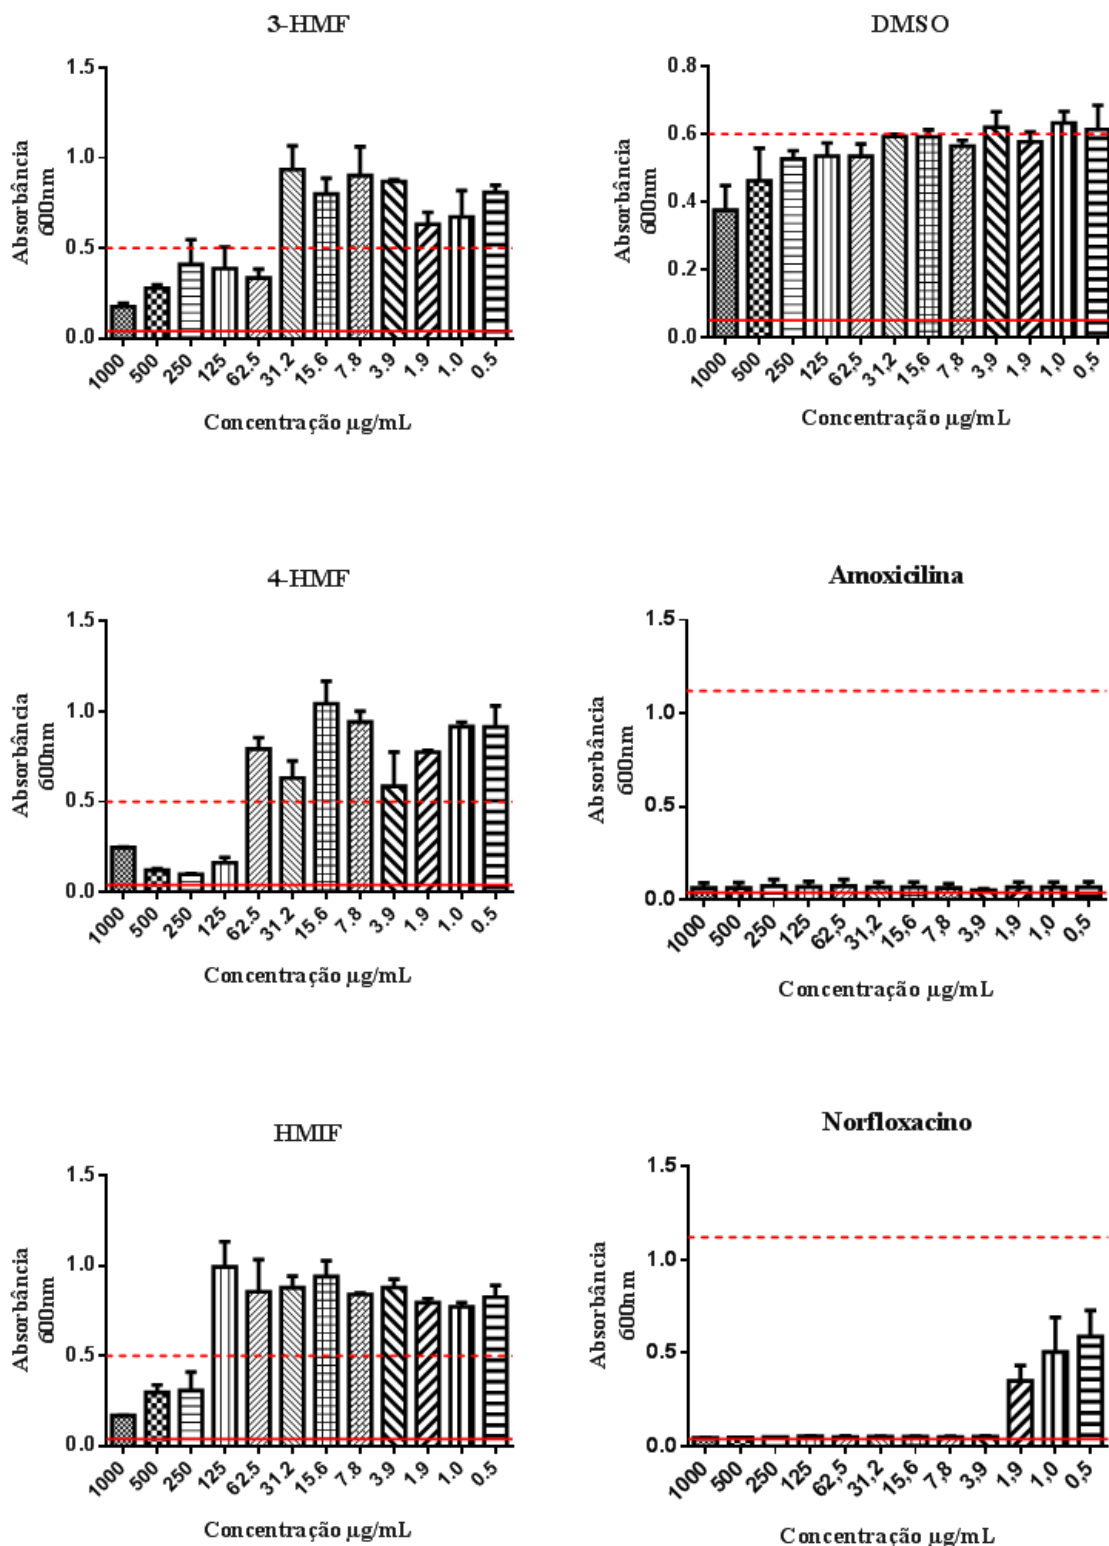 3-HMF
1.5
1.0
0.5
0.0
Absorbância
600nm
1000 500 250 125 62.5 31.2 15.6 7.8 3.9 1.9 1.0 0.5
Concentração µg/mL
DMSO
0.8
0.6
0.4
0.2
0.0
Absorbância
600nm
1000 500 250 125 62,5 31,2 15,6 7,8 3,9 1,9 1,0 0.5
Concentração µg/mL
4-HMF
1.5
1.0
0.5
0.0
Absorbância
600nm
1000 500 250 125 62.5 31.2 15.6 7.8 3.9 1.9 1.0 0.5
Concentração µg/mL
Amoxicilina
1.5
1.0
0.5
0.0
Absorbância
600nm
1000 500 250 125 62,5 31,2 15,6 7,8 3,9 1,9 1,0 0,5
Concentração µg/mL
HMIF
1.5
1.0
0.5
0.0
Absorbância
600nm
1000 500 250 125 62.5 31.2 15.6 7.8 3.9 1.9 1.0 0.5
Concentração µg/mL
Norfloxacino
1.5
1.0
0.5
0.0
Absorbância
600nm
1000 500 250 125 62,5 31,2 15,6 7,8 3,9 1,9 1,0 0,5
Concentração µg/mL